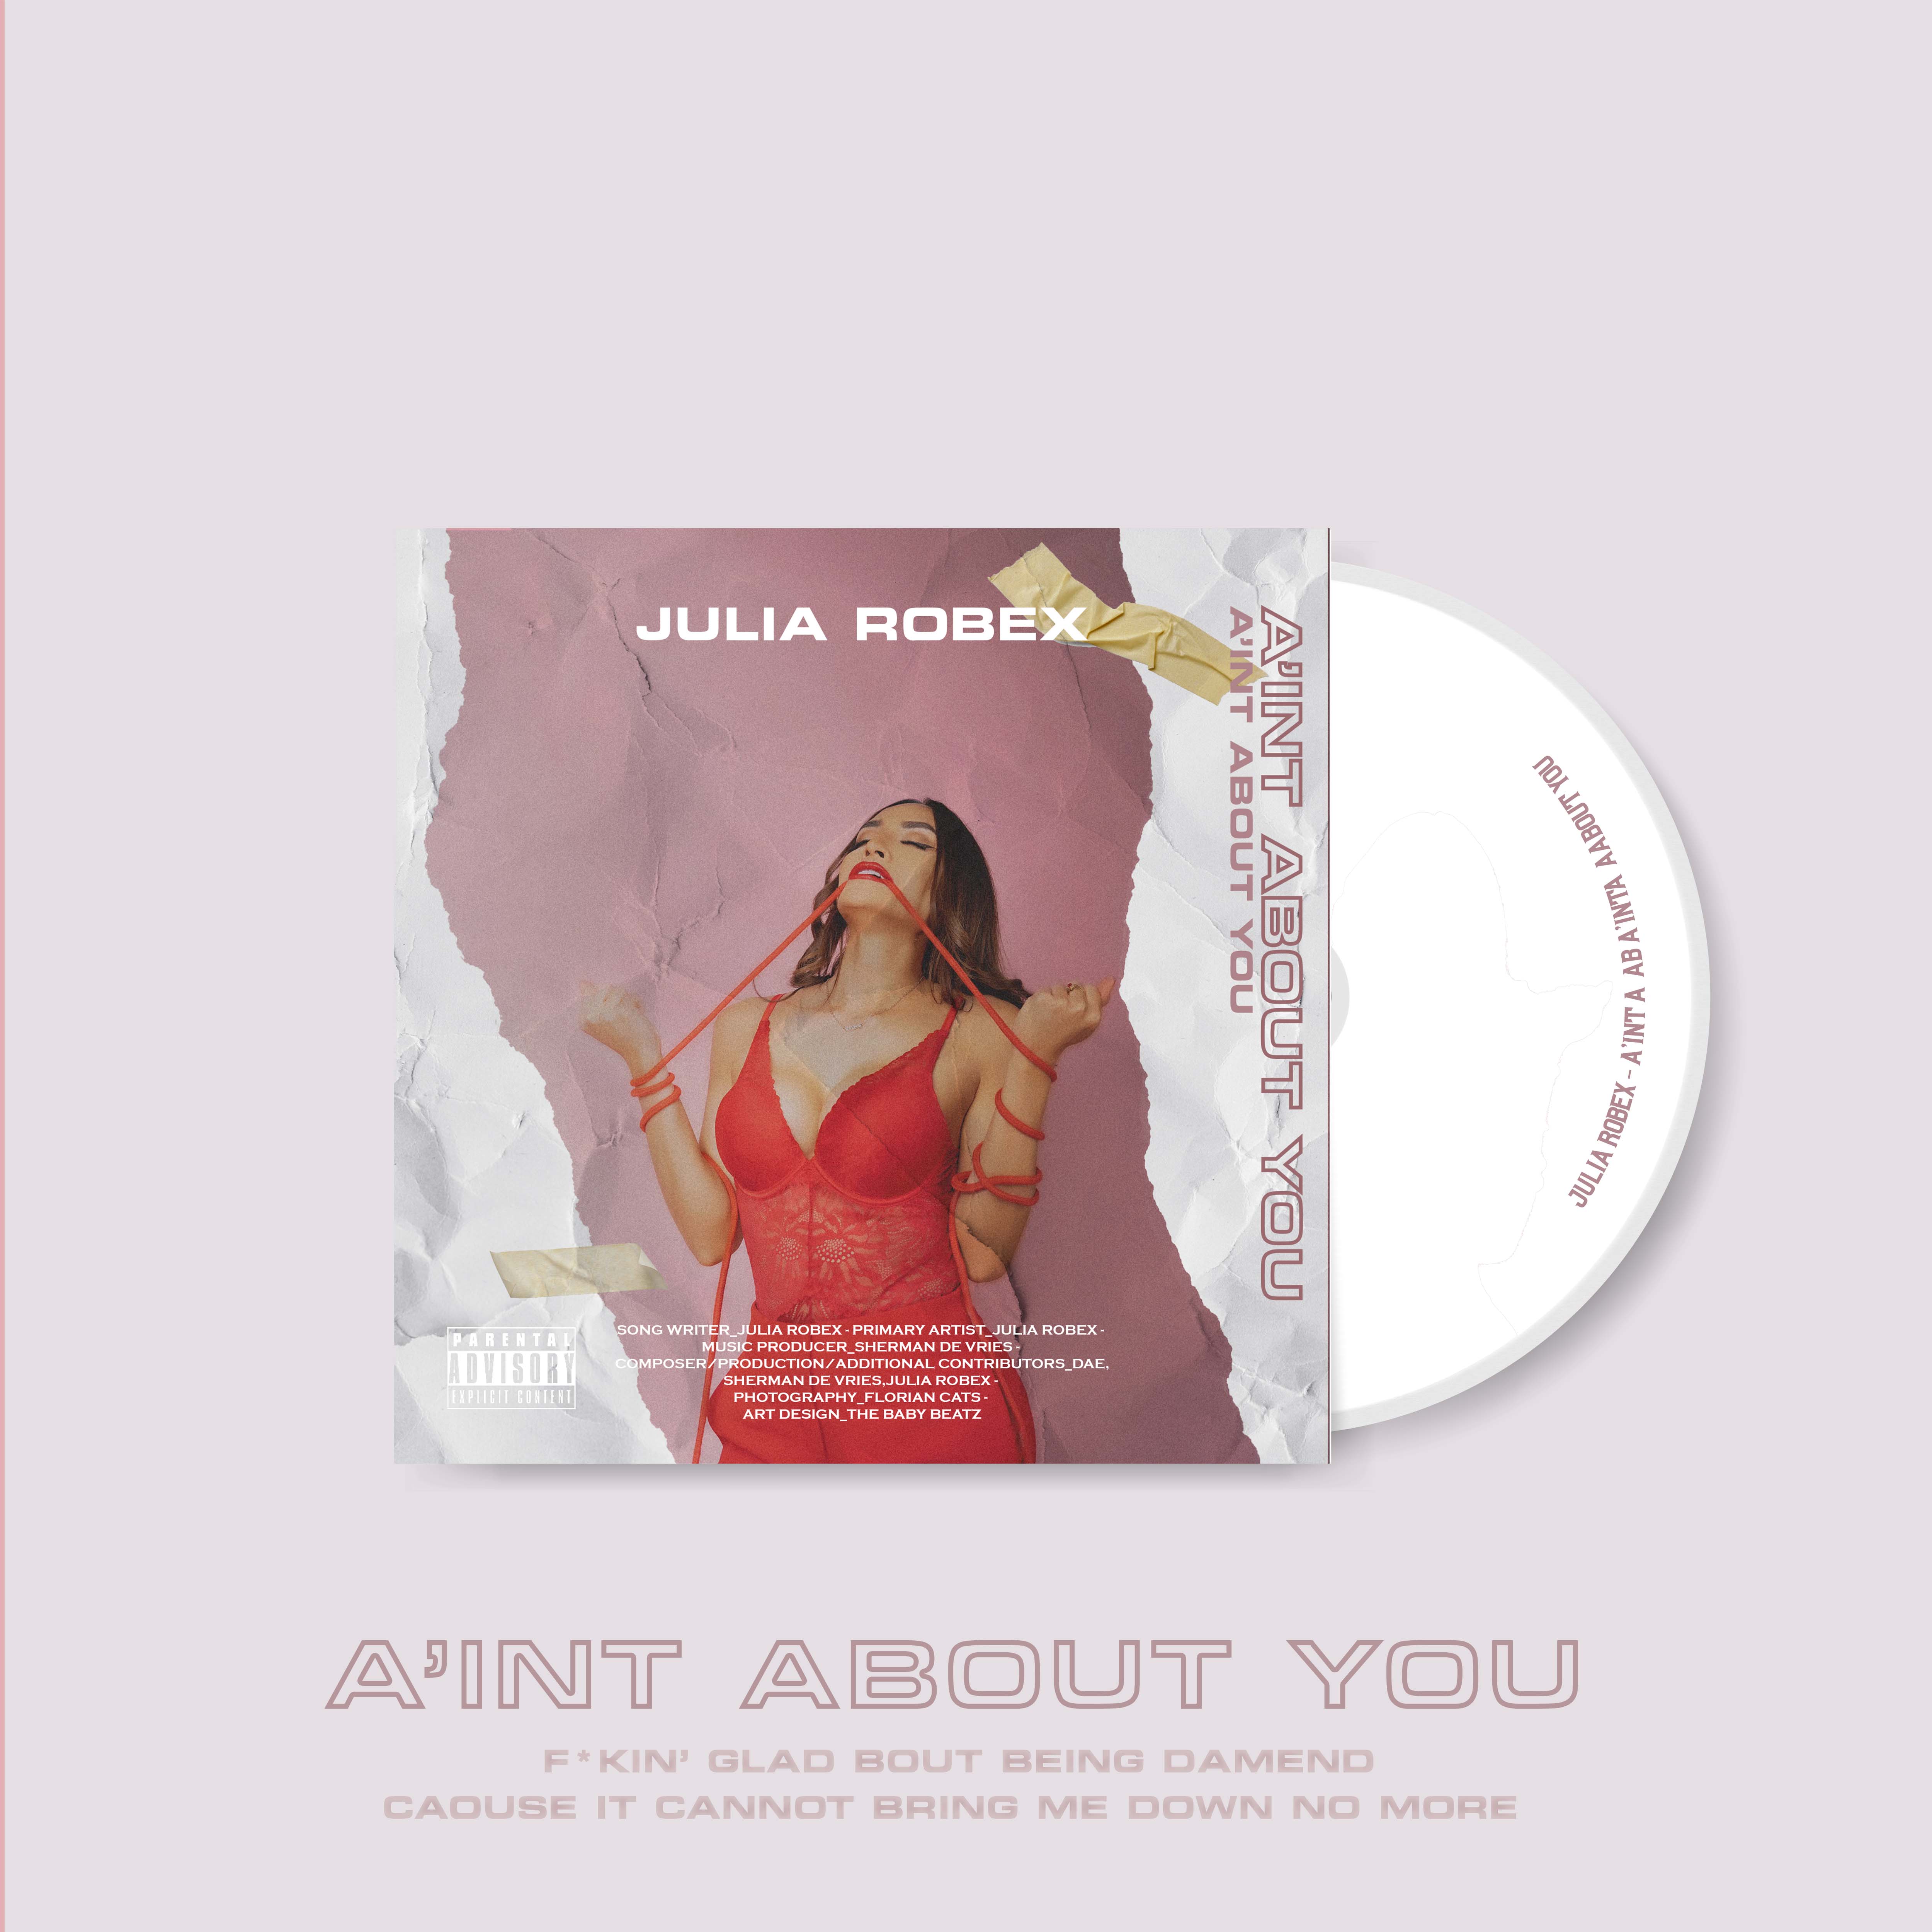 JULIA ROBEX
A'INT ABOUT YOU
A'INT ABOUT YOU
JULIA ROBEX - A'INT A AB A'INT'A AABOUT YOU
PARENTAL
ADVISORY
EXPLICIT CONTENT
SONG WRITER_JULIA ROBEX - PRIMARY ARTIST_JULIA ROBEX -
MUSIC PRODUCER_SHERMAN DE VRIES -
COMPOSER/PRODUCTION/ADDITIONAL CONTRIBUTORS_DAE,
SHERMAN DE VRIES,JULIA ROBEX -
PHOTOGRAPHY_FLORIAN CATS -
ART DESIGN_THE BABY BEATZ
A'INT ABOUT YOU
F*KIN' GLAD BOUT BEING DAMEND
CAOUSE IT CANNOT BRING ME DOWN NO MORE